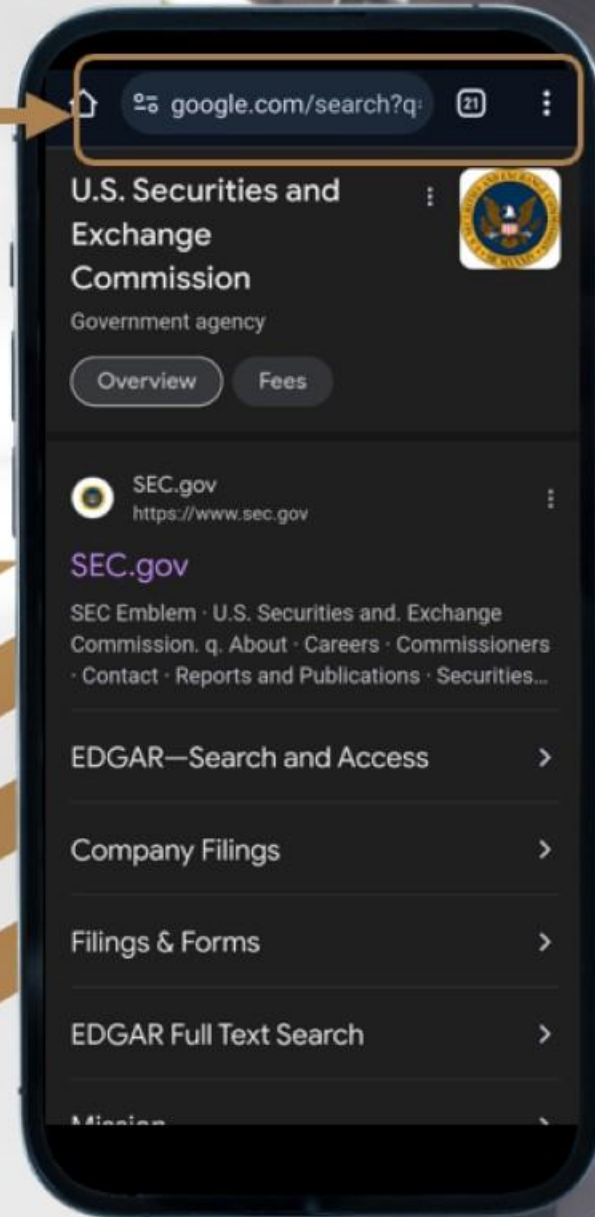 google.com/search?q=
21
U.S. Securities and
Exchange
Commission
Government agency
Overview
Fees
SEC.gov
https://www.sec.gov
SEC.gov
SEC Emblem · U.S. Securities and. Exchange
Commission. q. About · Careers · Commissioners
· Contact · Reports and Publications · Securities...
EDGAR—Search and Access
Company Filings
Filings & Forms
EDGAR Full Text Search
Mission